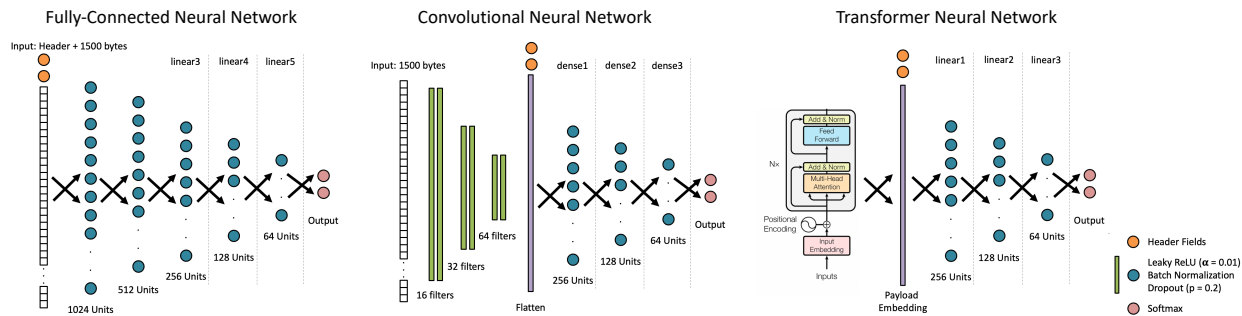 Fully-Connected Neural Network
Input: Header + 1500 bytes
linear3
linear4
linear5
1024 Units
512 Units
256 Units
128 Units
64 Units
Output
Convolutional Neural Network
Input: 1500 bytes
dense1
dense2
dense3
16 filters
32 filters
64 filters
Flatten
256 Units
128 Units
64 Units
Output
Transformer Neural Network
linear1
linear2
linear3
Add & Norm
Feed
Forward
N×
Add & Norm
Multi-Head
Attention
Positional
Encoding
Input
Embedding
Inputs
Payload
Embedding
256 Units
128 Units
64 Units
Output
Header Fields
Leaky ReLU (α = 0.01)
Batch Normalization
Dropout (p = 0.2)
Softmax